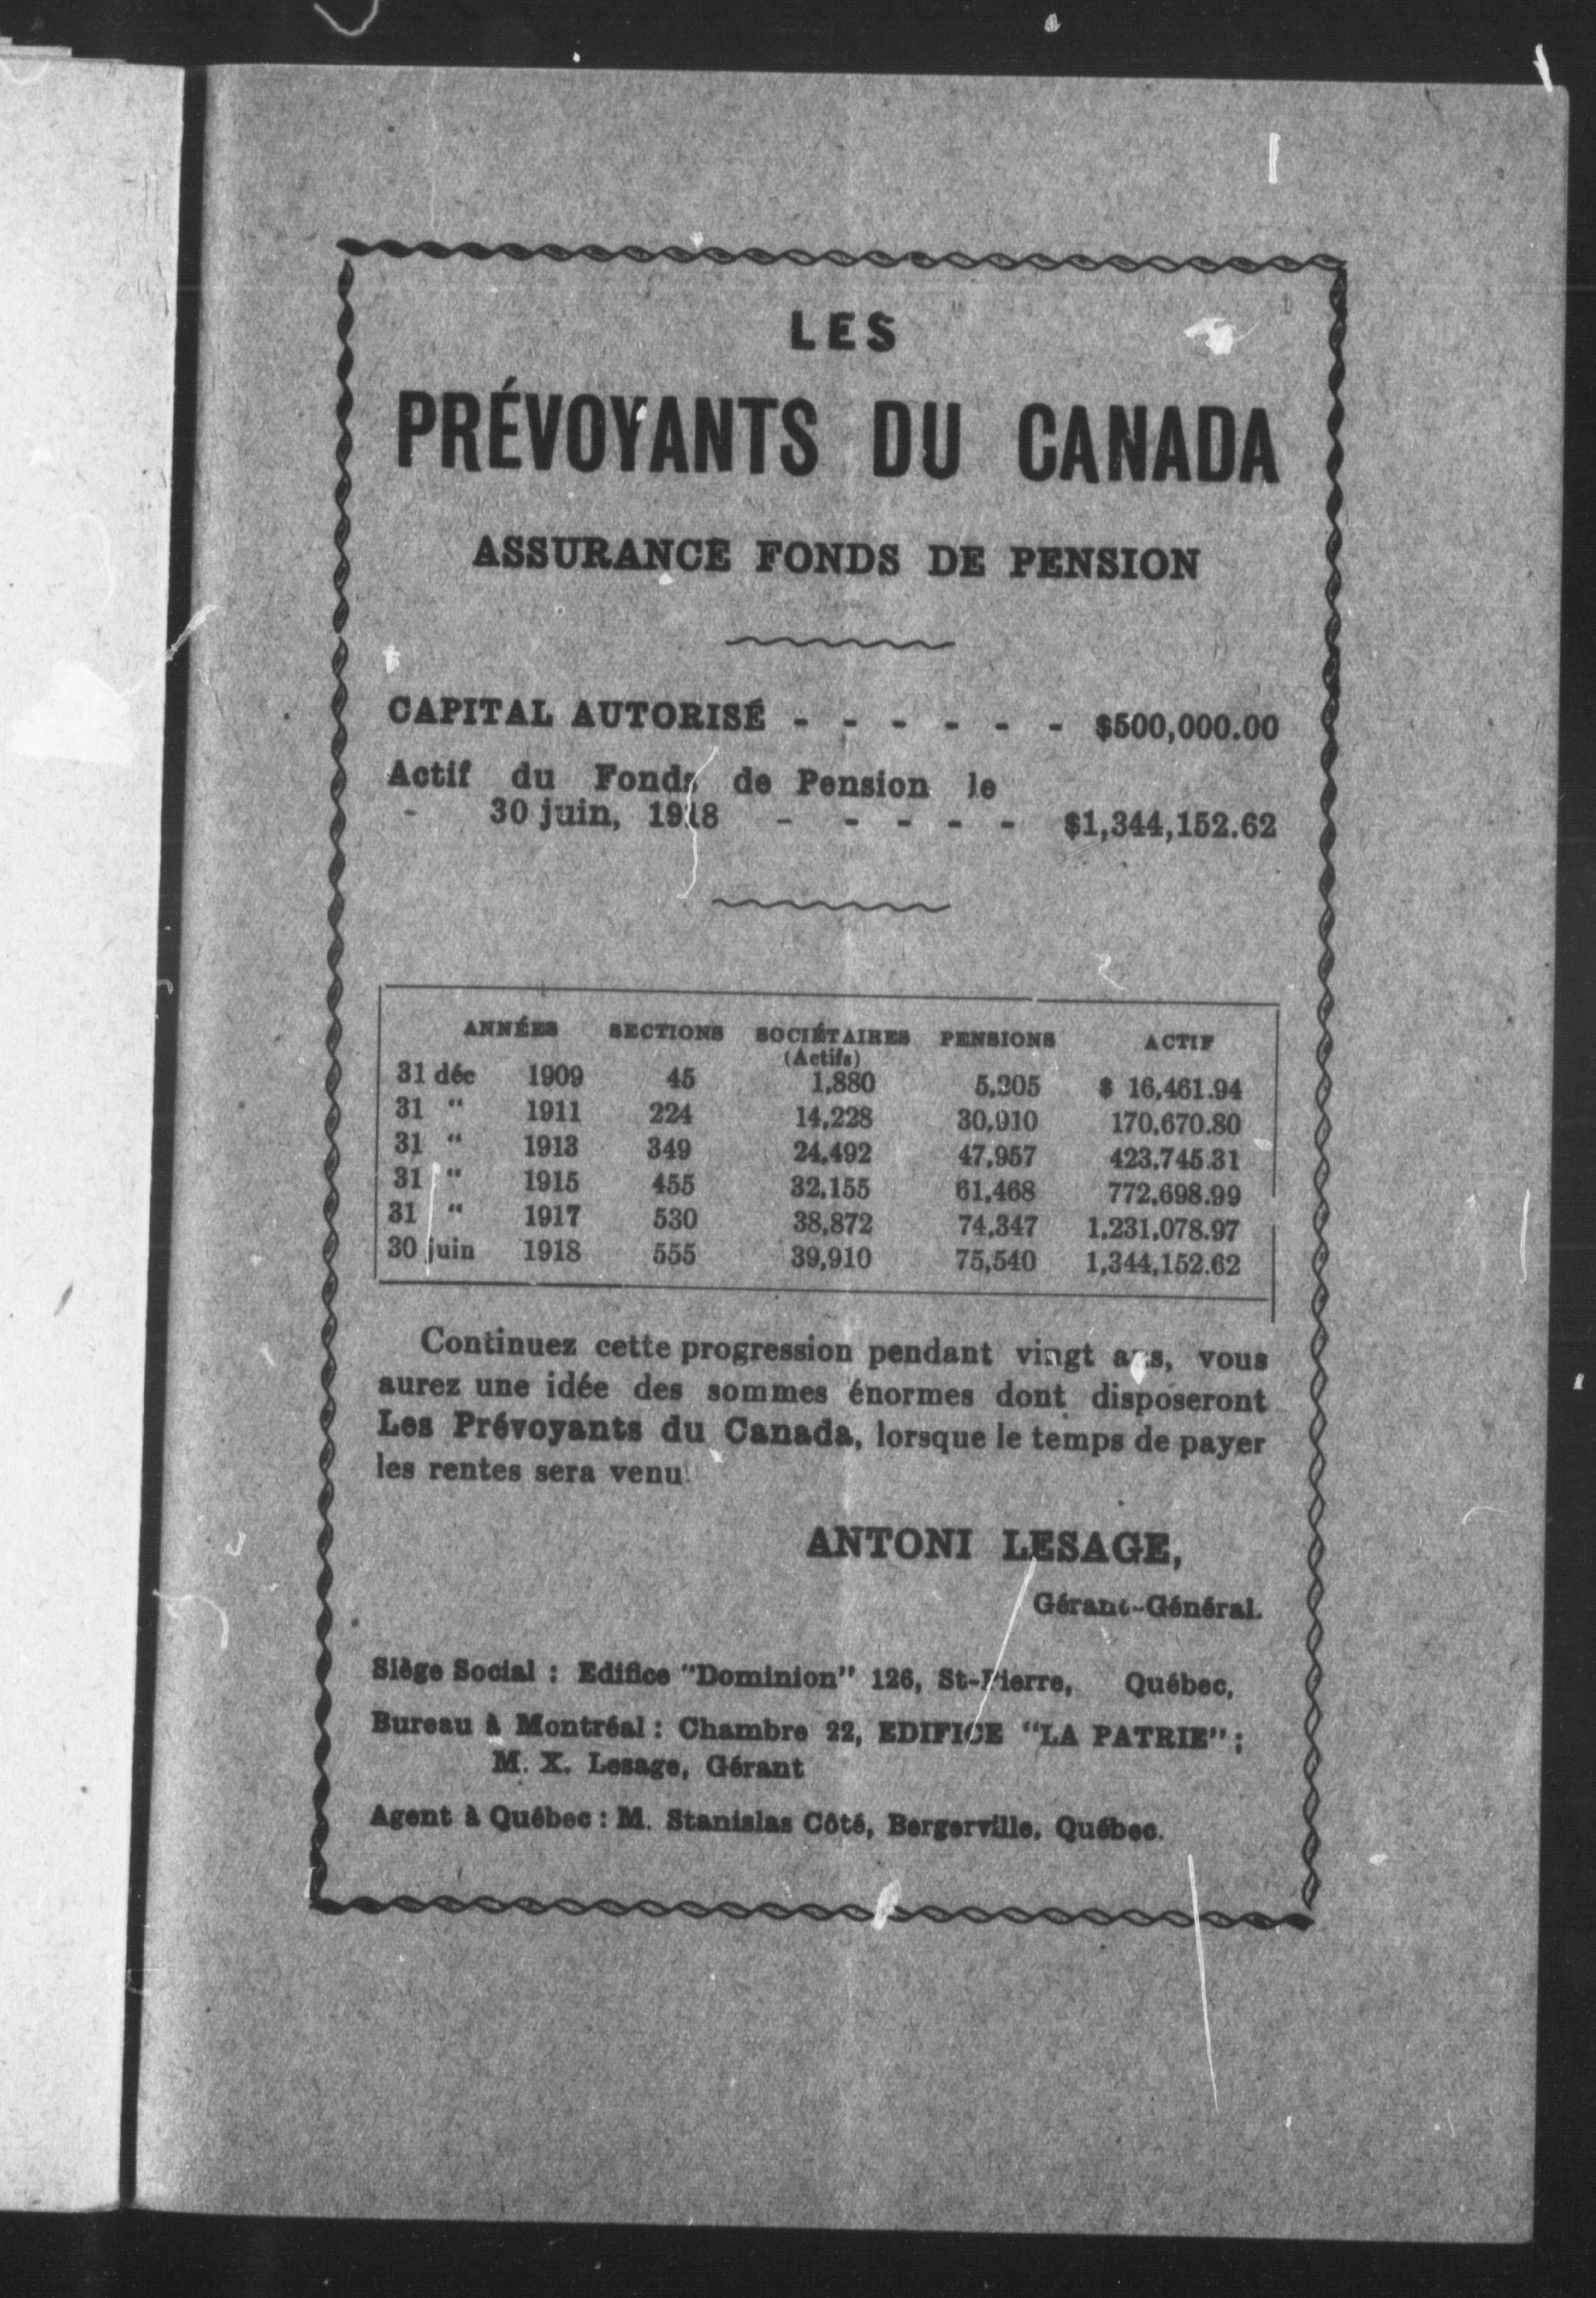 LES
PRÉVOYANTS DU CANADA
ASSURANCE FONDS DE PENSION
CAPITAL AUTORISÉ - - - - - - $500,000.00
Actif du Fonds de Pension le
30 juin, 1918 - - - - - $1,344,152.62
ANNÉES SECTIONS SOCIÉTAIRES PENSIONS ACTIF
(Actifs)
31 déc 1909 45 1,880 5,205 $ 16,461.94
31 " 1911 224 14,228 30,910 170.670.80
31 " 1913 349 24,492 47,957 423.745.31
31 " 1915 455 32,155 61,468 772,698.99
31 " 1917 530 38,872 74,347 1,231,078.97
30 juin 1918 555 39,910 75,540 1,344,152.62
Continuez cette progression pendant vingt ans, vous
aurez une idée des sommes énormes dont disposeront
Les Prévoyants du Canada, lorsque le temps de payer
les rentes sera venu.
ANTONI LESAGE,
Gérant-Général.
Siège Social : Edifice "Dominion" 126, St-Pierre, Québec,
Bureau à Montréal : Chambre 22, EDIFICE "LA PATRIE" ;
M. X. Lesage, Gérant
Agent à Québec : M. Stanislas Côté, Bergerville, Québec.